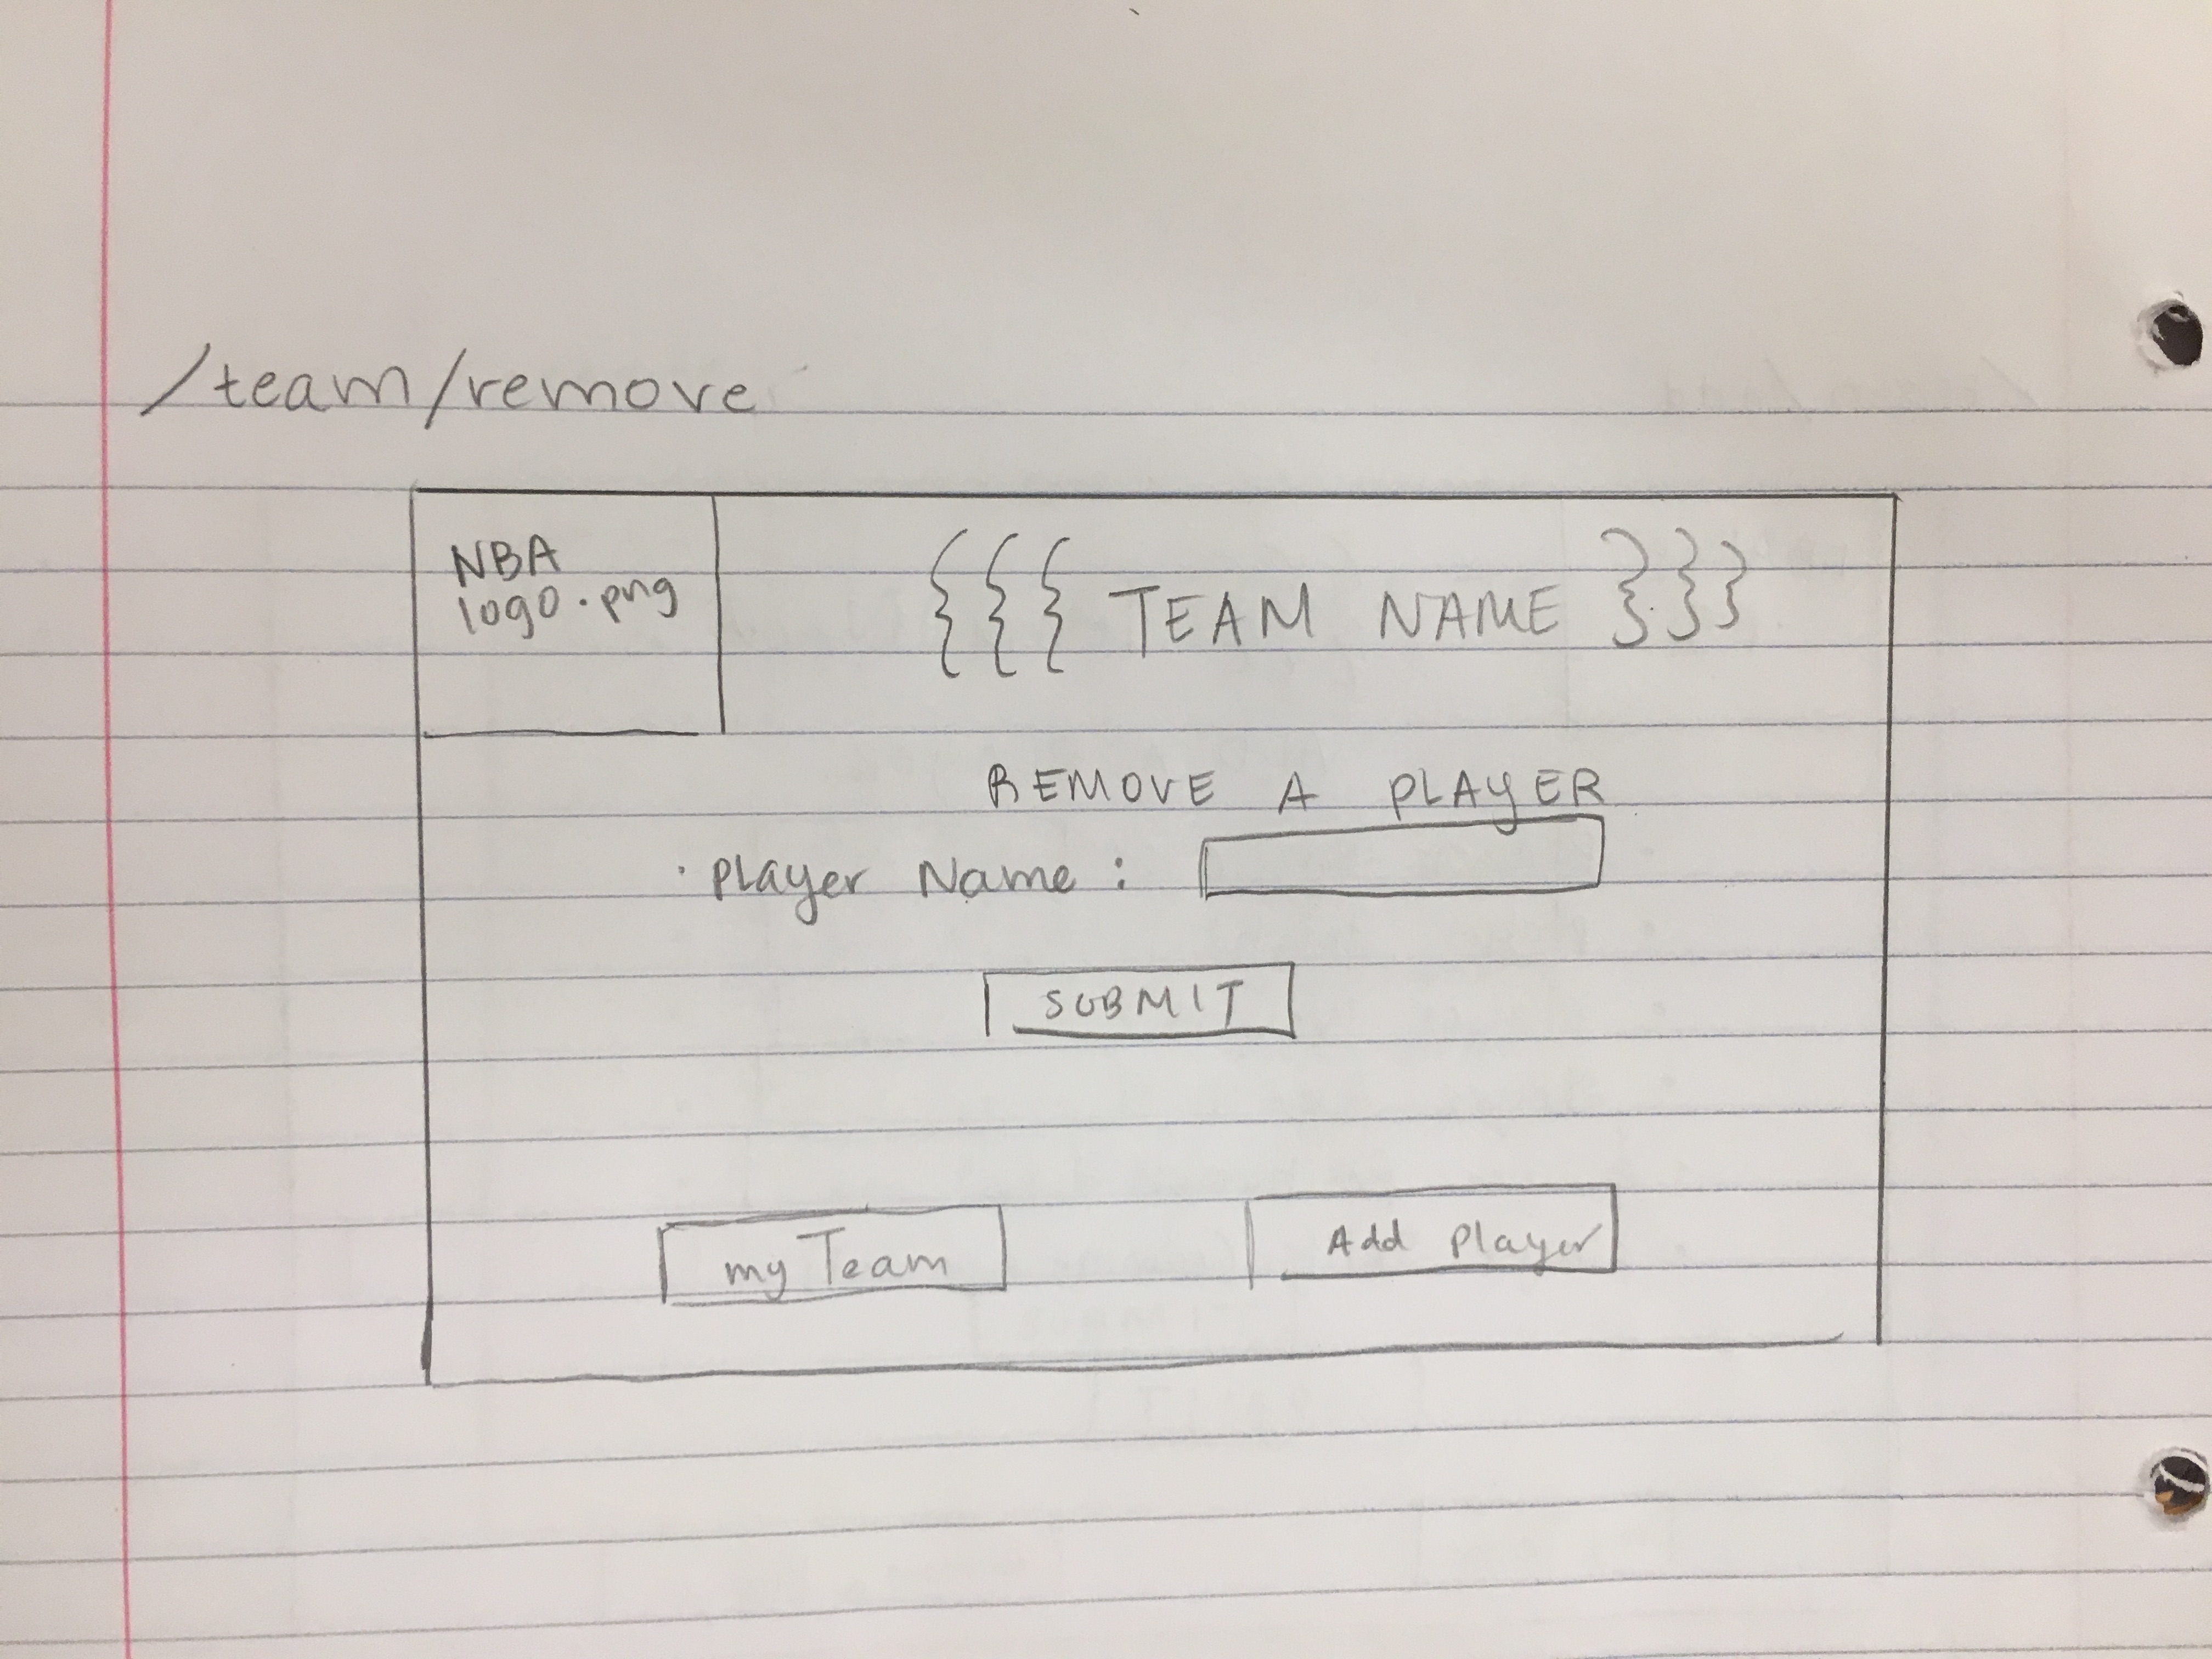 /team/remove
NBA
logo.png
{{{ TEAM NAME }}}
REMOVE A PLAYER
· Player Name :
SUBMIT
my Team
Add Player